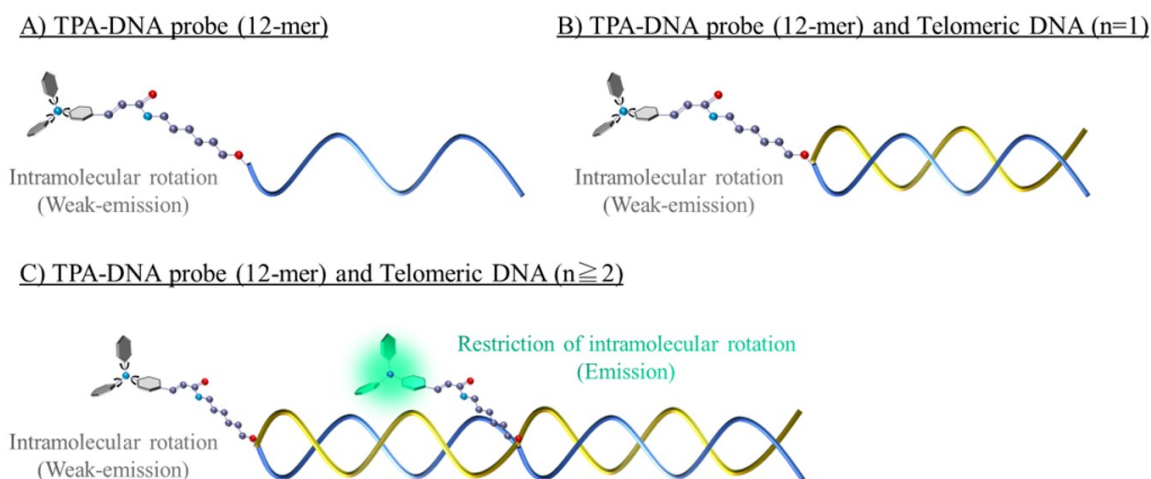 A) TPA-DNA probe (12-mer)
B) TPA-DNA probe (12-mer) and Telomeric DNA (n=1)
Intramolecular rotation
(Weak-emission)
Intramolecular rotation
(Weak-emission)
C) TPA-DNA probe (12-mer) and Telomeric DNA (n≧2)
Restriction of intramolecular rotation
(Emission)
Intramolecular rotation
(Weak-emission)